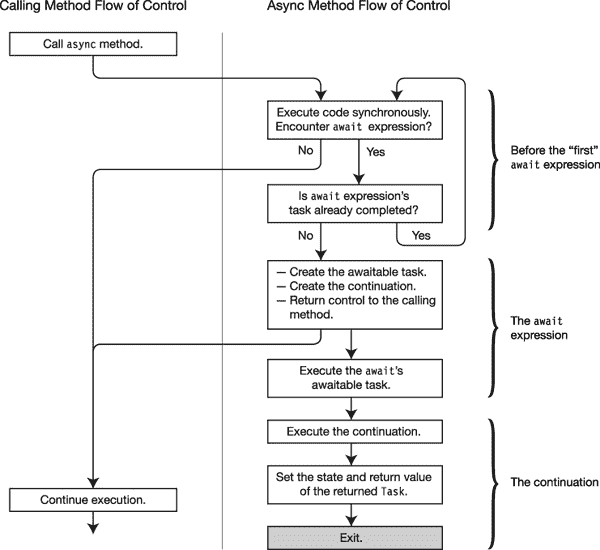 Calling Method Flow of Control
Async Method Flow of Control
Call async method.
Execute code synchronously.
Encounter await expression?
No
Yes
Before the “first”
await expression
Is await expression's
task already completed?
No
Yes
— Create the awaitable task.
— Create the continuation.
— Return control to the calling
method.
The await
expression
Execute the await's
awaitable task.
Execute the continuation.
Set the state and return value
of the returned Task.
The continuation
Continue execution.
Exit.